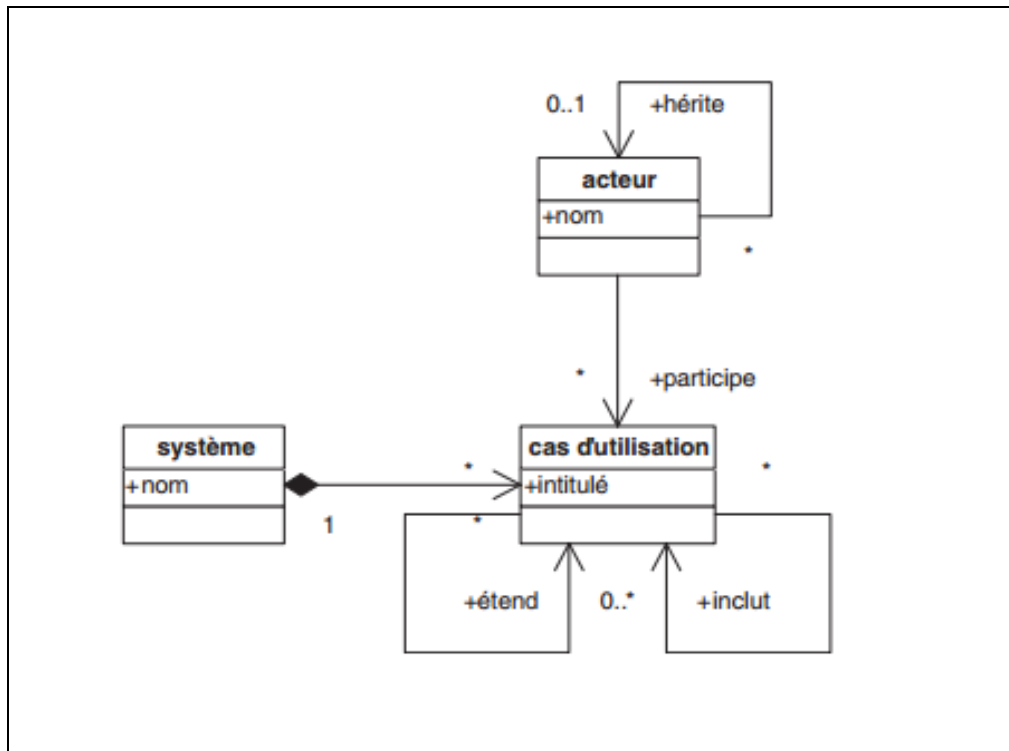 0..1 +hérite
acteur
+nom
*
* +participe
système
+nom
1
*
cas d'utilisation
+intitulé
*
*
+étend 0..* +inclut